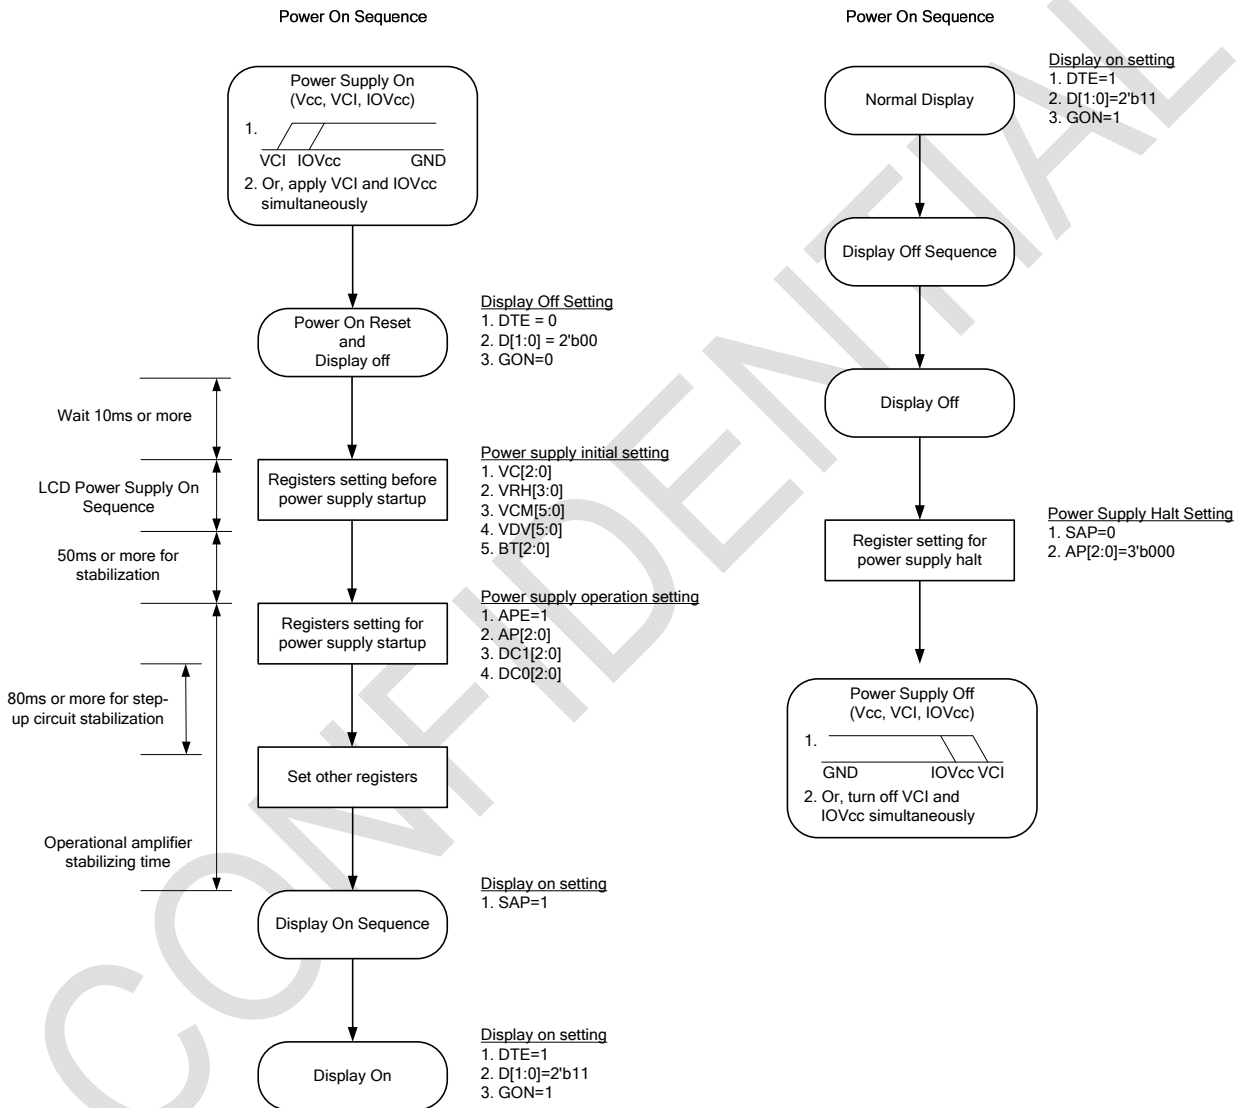 Power On Sequence
Power Supply On
(Vcc, VCI, IOVcc)
1.
VCI IOVcc GND
2. Or, apply VCI and IOVcc
simultaneously
Power On Reset
and
Display off
Display Off Setting
1. DTE = 0
2. D[1:0] = 2'b00
3. GON=0
Wait 10ms or more
LCD Power Supply On
Sequence
Registers setting before
power supply startup
Power supply initial setting
1. VC[2:0]
2. VRH[3:0]
3. VCM[5:0]
4. VDV[5:0]
5. BT[2:0]
50ms or more for
stabilization
Registers setting for
power supply startup
Power supply operation setting
1. APE=1
2. AP[2:0]
3. DC1[2:0]
4. DC0[2:0]
80ms or more for step-
up circuit stabilization
Set other registers
Operational amplifier
stabilizing time
Display On Sequence
Display on setting
1. SAP=1
Display On
Display on setting
1. DTE=1
2. D[1:0]=2'b11
3. GON=1
Power On Sequence
Normal Display
Display on setting
1. DTE=1
2. D[1:0]=2'b11
3. GON=1
Display Off Sequence
Display Off
Register setting for
power supply halt
Power Supply Halt Setting
1. SAP=0
2. AP[2:0]=3'b000
Power Supply Off
(Vcc, VCI, IOVcc)
1.
GND IOVcc VCI
2. Or, turn off VCI and
IOVcc simultaneously
CONFIDENTIAL